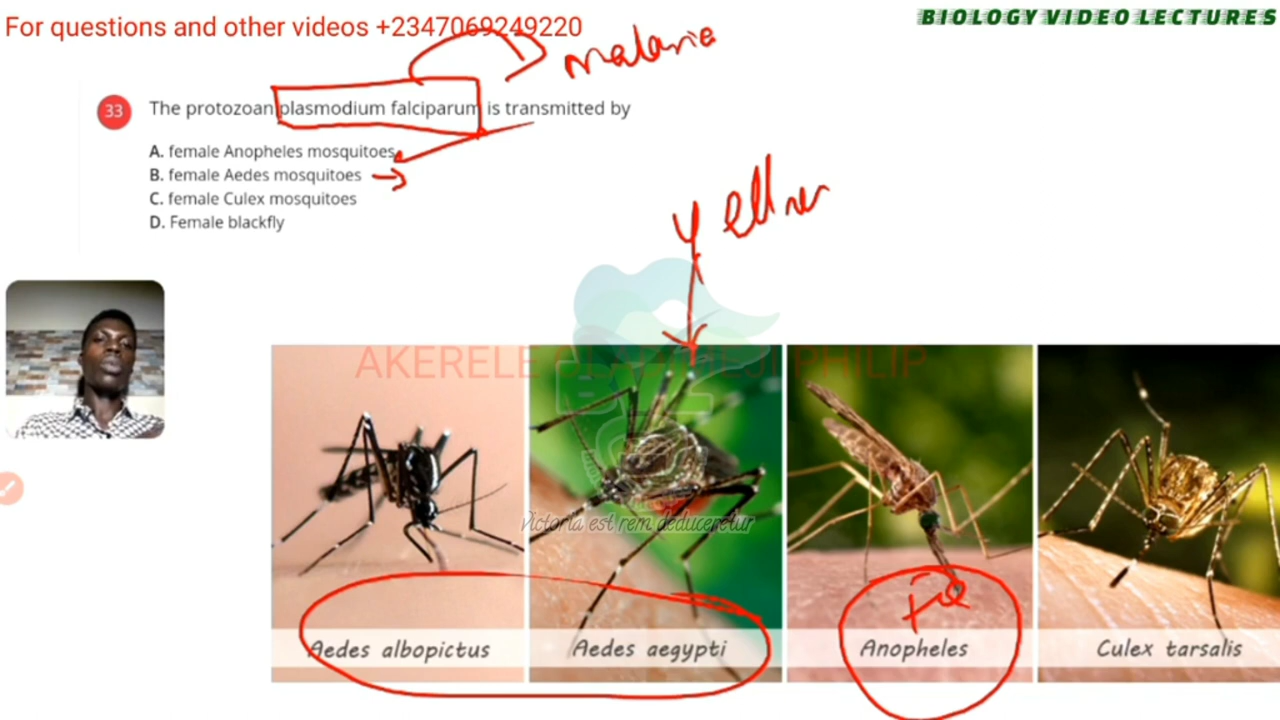 For questions and other videos +2347069249220
BIOLOGY VIDEO LECTURES
malaria
33 The protozoan plasmodium falciparum is transmitted by
A. female Anopheles mosquitoes
B. female Aedes mosquitoes
C. female Culex mosquitoes
D. Female blackfly
AKERELE PHILIP
Victoria est rem deduceretur
Aedes albopictus
Aedes aegypti
Anopheles
Culex tarsalis